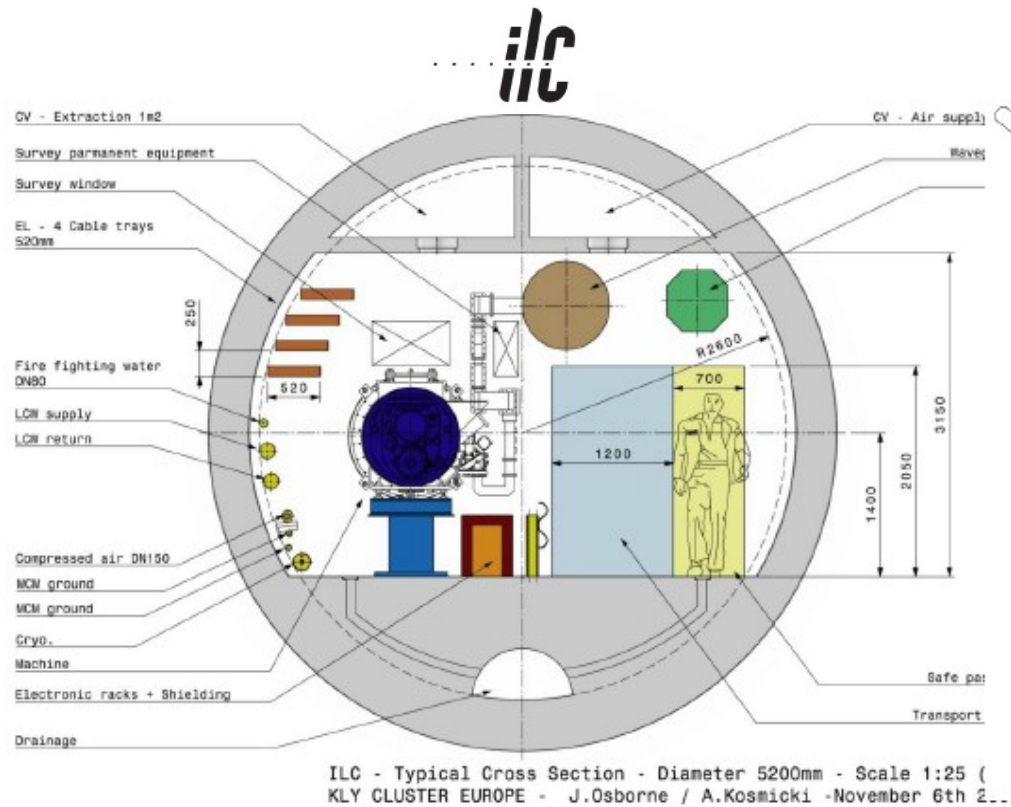 ilc
CV - Extraction 1m2
Survey parmanent equipment
Survey window
EL - 4 Cable trays
520mm
250
520
Fire fighting water
DN80
LCW supply
LCW return
Compressed air DN150
MCM ground
MCM ground
Cryo.
Machine
Electronic racks + Shielding
Drainage
CV - Air supply
R2600
700
1200
3150
2050
1400
Safe
Transport
ILC - Typical Cross Section - Diameter 5200mm - Scale 1:25 (
KLY CLUSTER EUROPE - J.Osborne / A.Kosmicki -November 6th